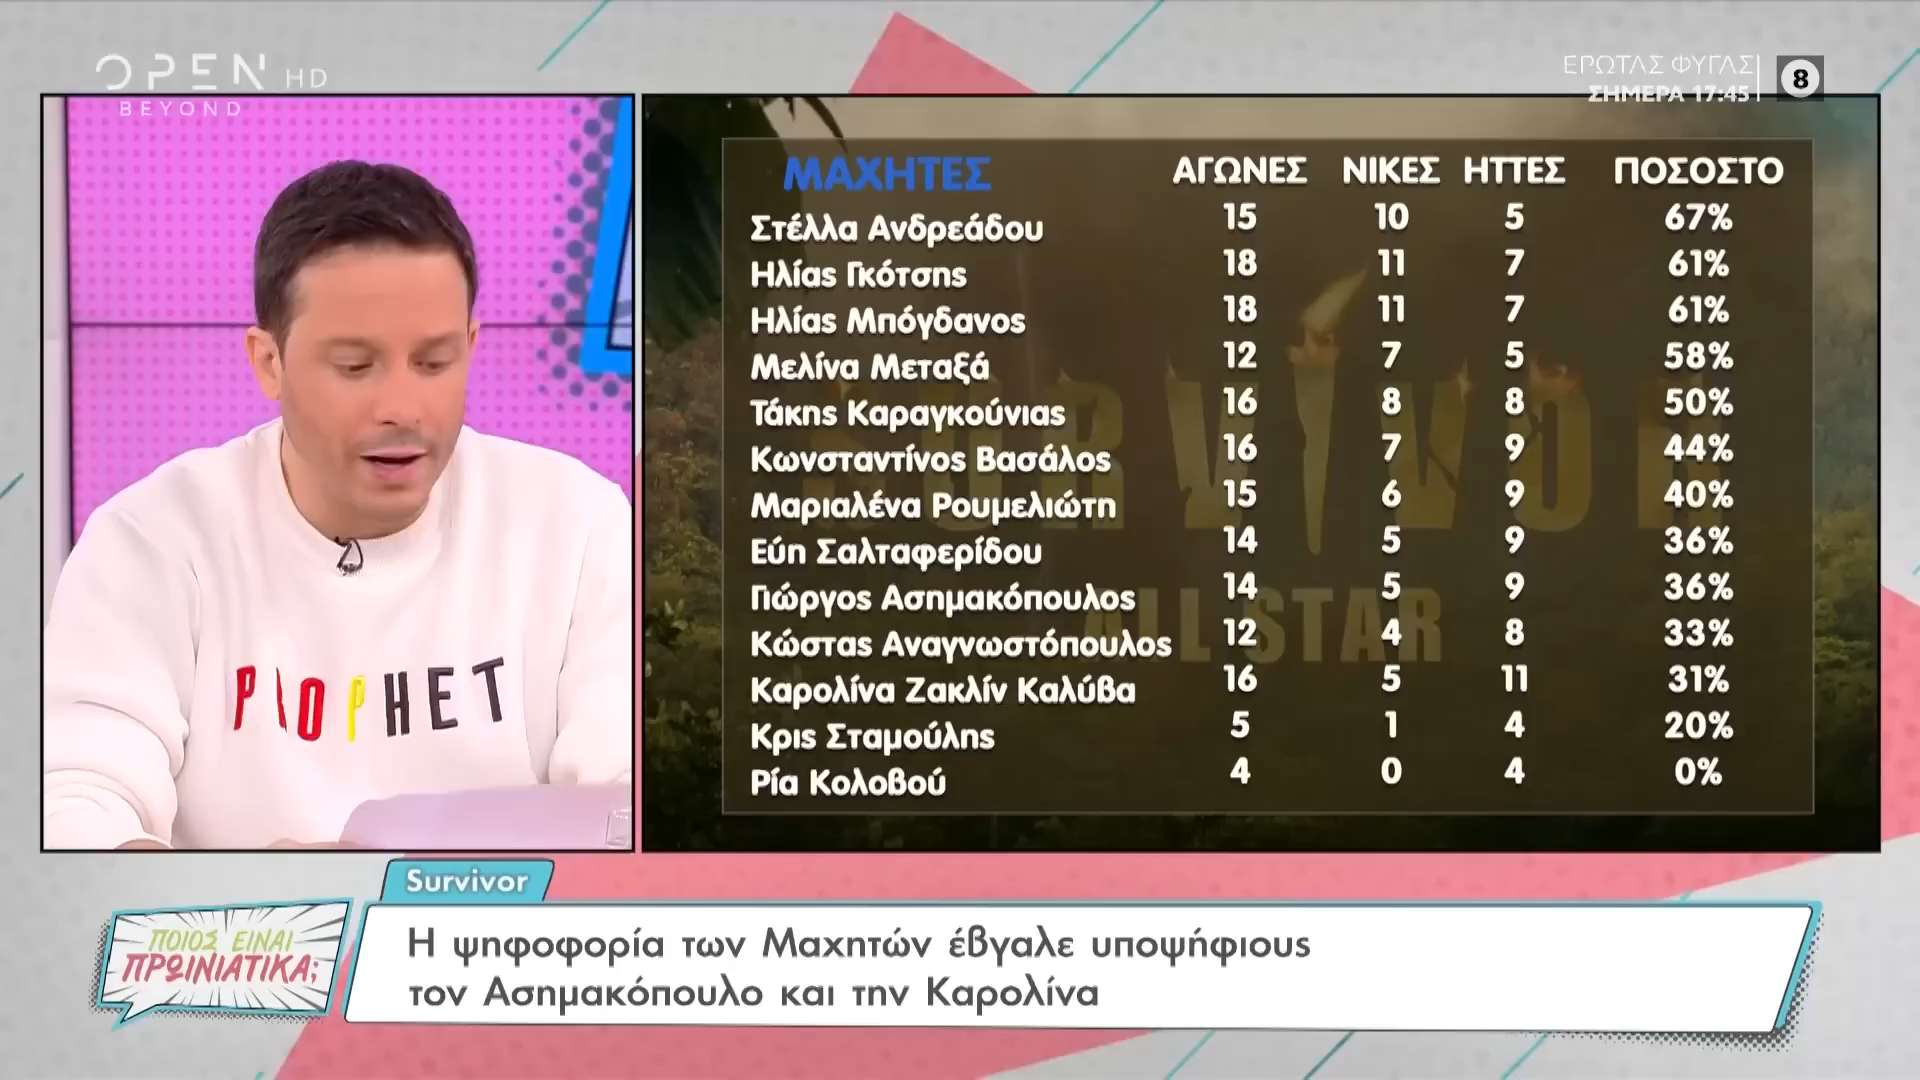 OPEN HD
BEYOND
ΕΡΩΤΑΣ ΦΥΓΑΣ
ΣΗΜΕΡΑ 17:45
8
ΜΑΧΗΤΕΣ ΑΓΩΝΕΣ ΝΙΚΕΣ ΗΤΤΕΣ ΠΟΣΟΣΤΟ
Στέλλα Ανδρεάδου 15 10 5 67%
Ηλίας Γκότσης 18 11 7 61%
Ηλίας Μπόγδανος 18 11 7 61%
Μελίνα Μεταξά 12 7 5 58%
Τάκης Καραγκούνιας 16 8 8 50%
Κωνσταντίνος Βασάλος 16 7 9 44%
Μαριαλένα Ρουμελιώτη 15 6 9 40%
Εύη Σαλταφερίδου 14 5 9 36%
Γιώργος Ασημακόπουλος 14 5 9 36%
Κώστας Αναγνωστόπουλος 12 4 8 33%
Καρολίνα Ζακλίν Καλύβα 16 5 11 31%
Κρις Σταμούλης 5 1 4 20%
Ρία Κολοβού 4 0 4 0%
SURVIVOR
ALL STAR
PROPHET
Survivor
ΠΟΙΟΣ ΕΙΝΑΙ
ΠΡΩΙΝΙΑΤΙΚΑ;
Η ψηφοφορία των Μαχητών έβγαλε υποψήφιους
τον Ασημακόπουλο και την Καρολίνα